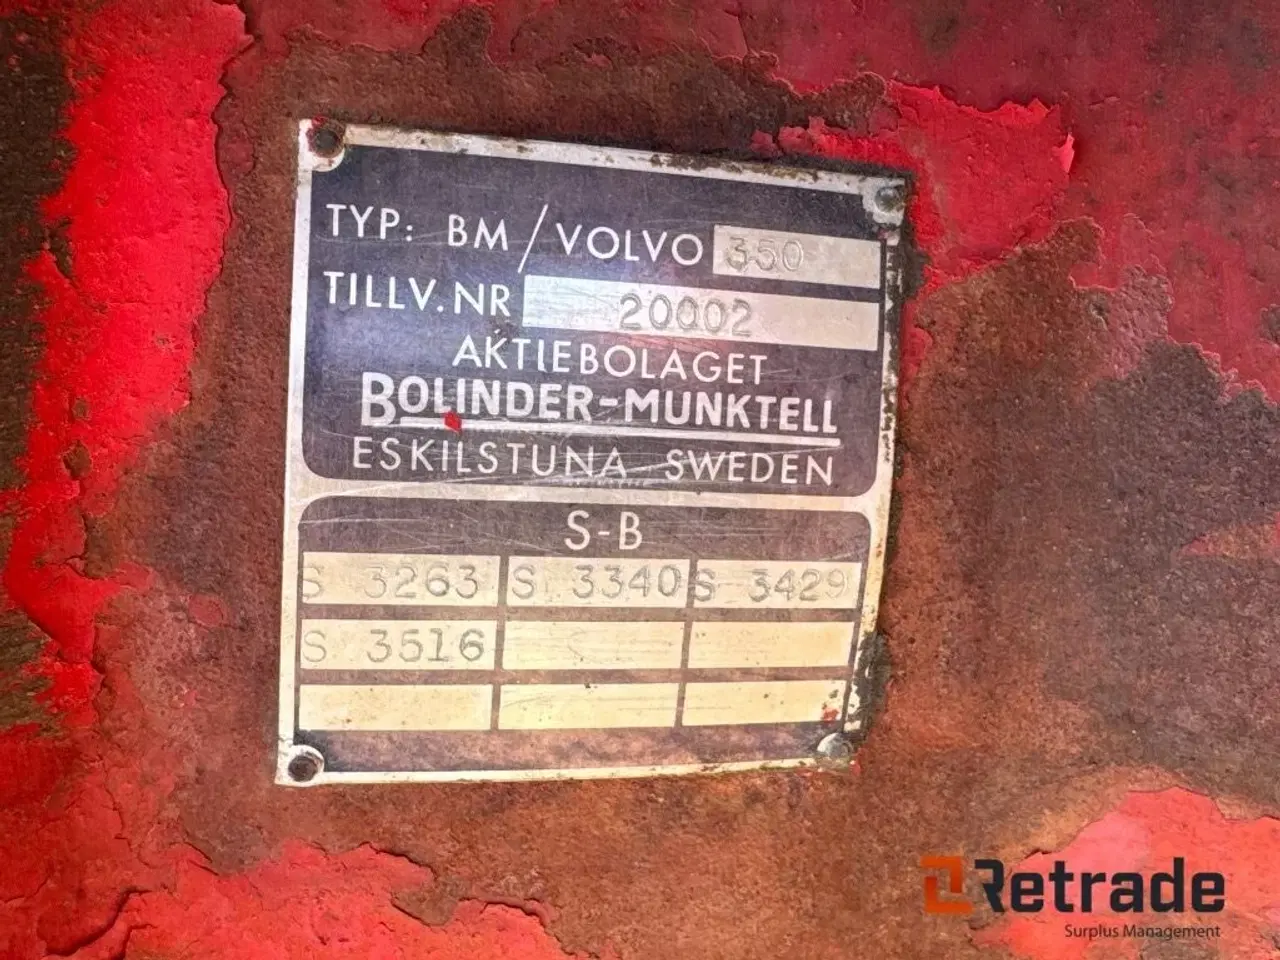 TYP: BM/VOLVO 350
TILLV.NR 20002
AKTIEBOLAGET
BOLINDER-MUNKTELL
ESKILSTUNA SWEDEN
S-B
S 3263 S 3340 S 3429
S 3516
Retrade
Surplus Management